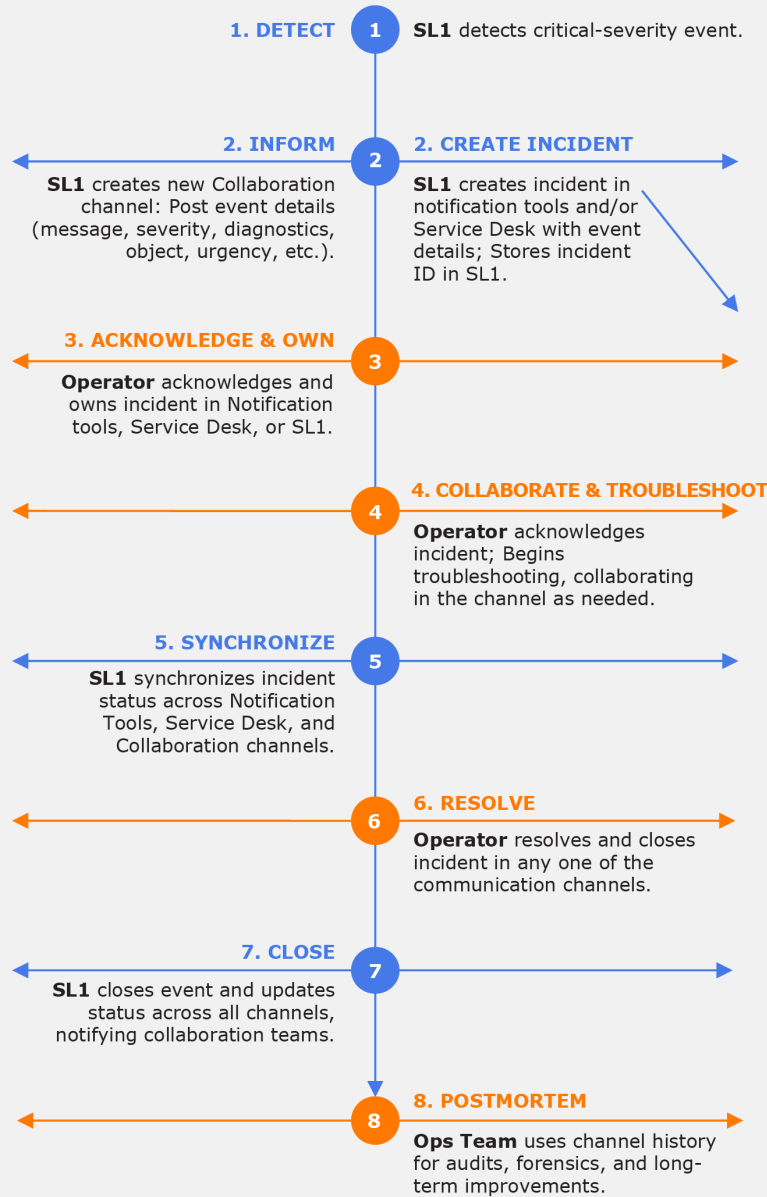 1. DETECT
1
SL1 detects critical-severity event.
2. INFORM
2
SL1 creates new Collaboration
channel: Post event details
(message, severity, diagnostics,
object, urgency, etc.).
2. CREATE INCIDENT
SL1 creates incident in
notification tools and/or
Service Desk with event
details; Stores incident
ID in SL1.
3. ACKNOWLEDGE & OWN
3
Operator acknowledges and
owns incident in Notification
tools, Service Desk, or SL1.
4
4. COLLABORATE & TROUBLESHOOT
Operator acknowledges
incident; Begins
troubleshooting, collaborating
in the channel as needed.
5. SYNCHRONIZE
5
SL1 synchronizes incident
status across Notification
Tools, Service Desk, and
Collaboration channels.
6
6. RESOLVE
Operator resolves and closes
incident in any one of the
communication channels.
7. CLOSE
7
SL1 closes event and updates
status across all channels,
notifying collaboration teams.
8
8. POSTMORTEM
Ops Team uses channel history
for audits, forensics, and long-
term improvements.